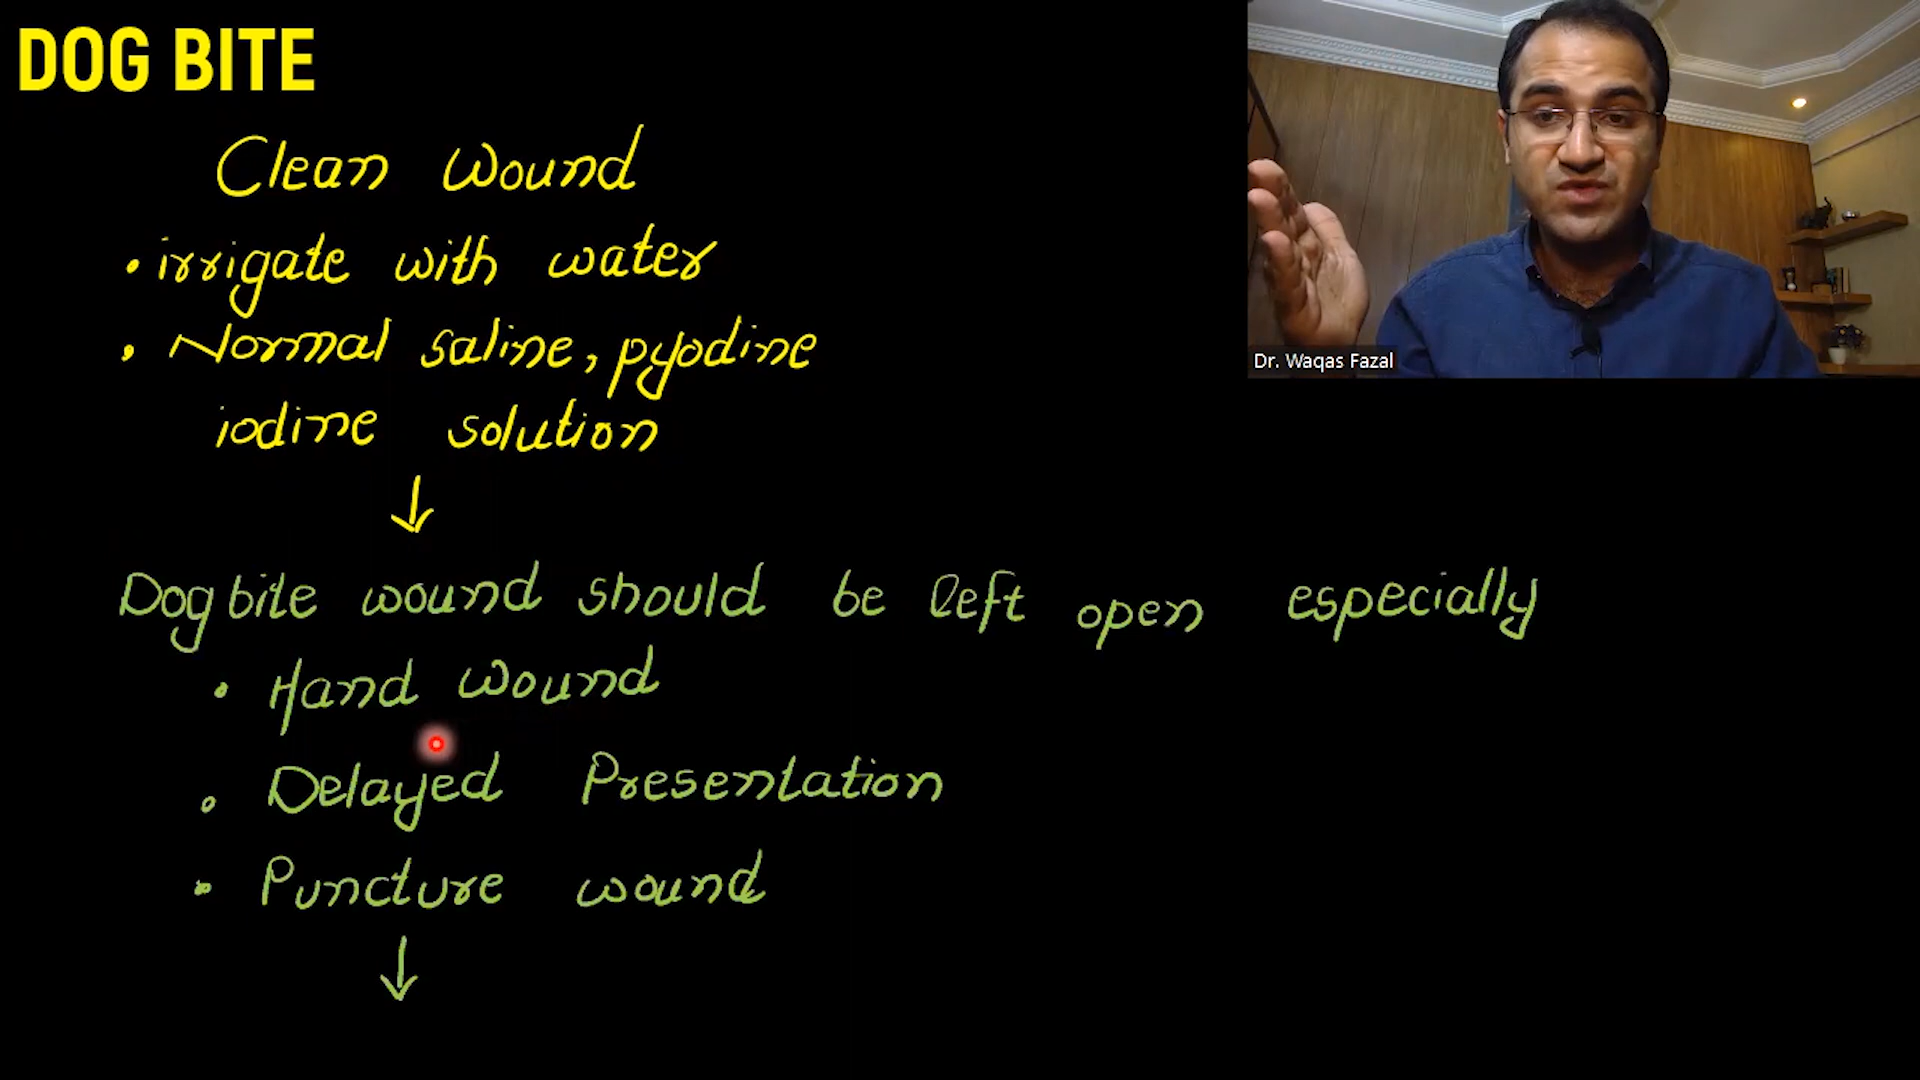 DOG BITE
Clean Wound
• irrigate with water
• Normal saline, pyodine
iodine solution
↓
Dog bite wound should be left open especially
• Hand wound
• Delayed Presentation
• Puncture wound
↓
Dr. Waqas Fazal